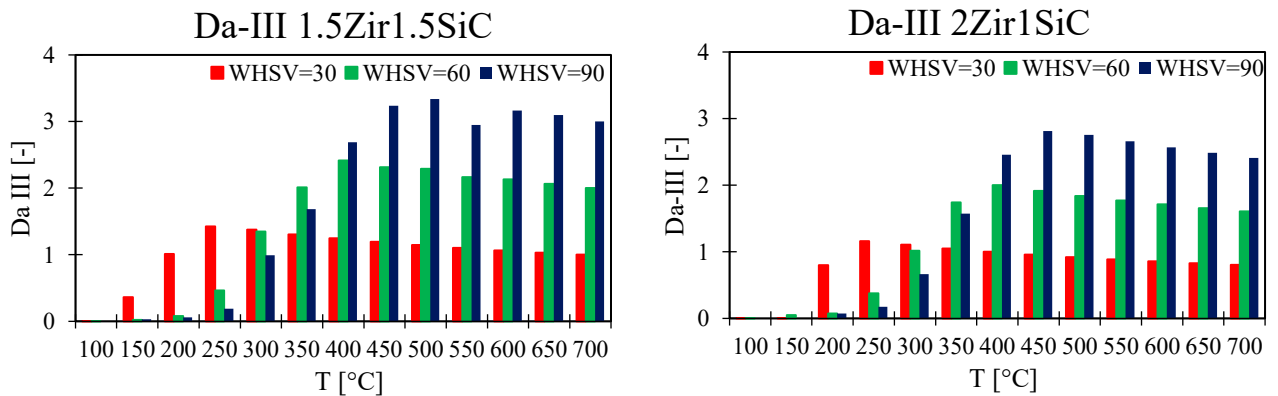 Da-III 1.5Zir1.5SiC
4
WHSV=30 WHSV=60 WHSV=90
3
2
1
0
Da III [-]
100 150 200 250 300 350 400 450 500 550 600 650 700
T [°C]
Da-III 2Zir1SiC
4
WHSV=30 WHSV=60 WHSV=90
3
2
1
0
Da-III [-]
100 150 200 250 300 350 400 450 500 550 600 650 700
T [°C]